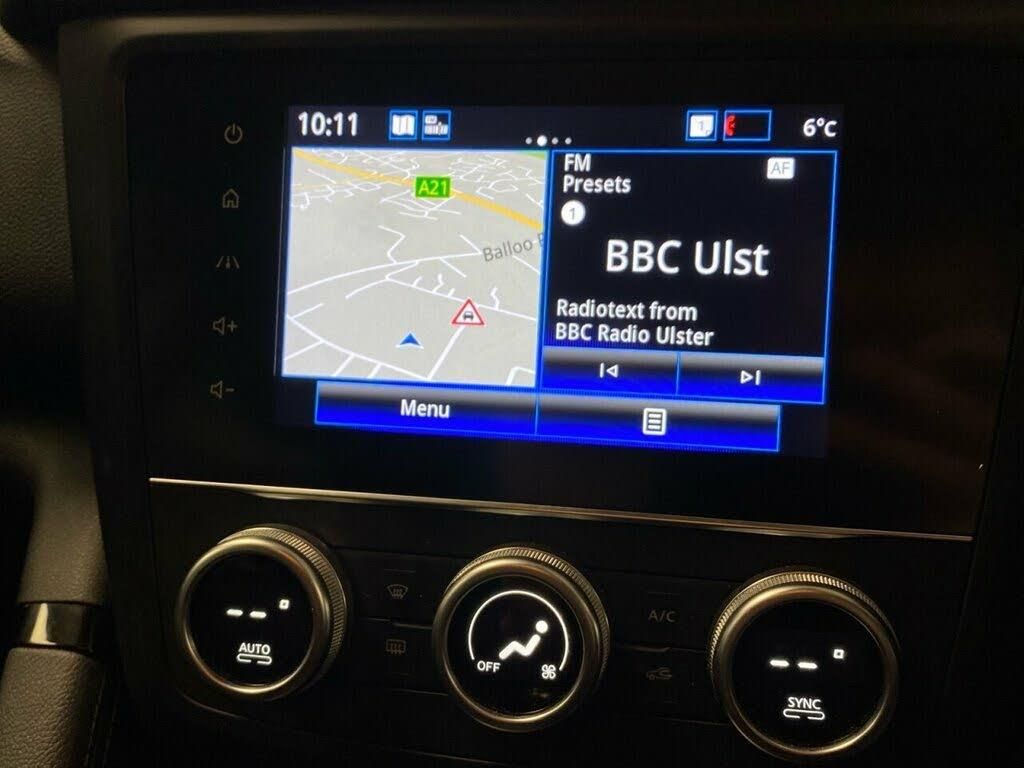 10:11
1
6°C
A21
Balloo
FM
Presets
AF
1
BBC Ulst
Radiotext from
BBC Radio Ulster
Menu
-- °
AUTO
OFF
A/C
-- °
SYNC